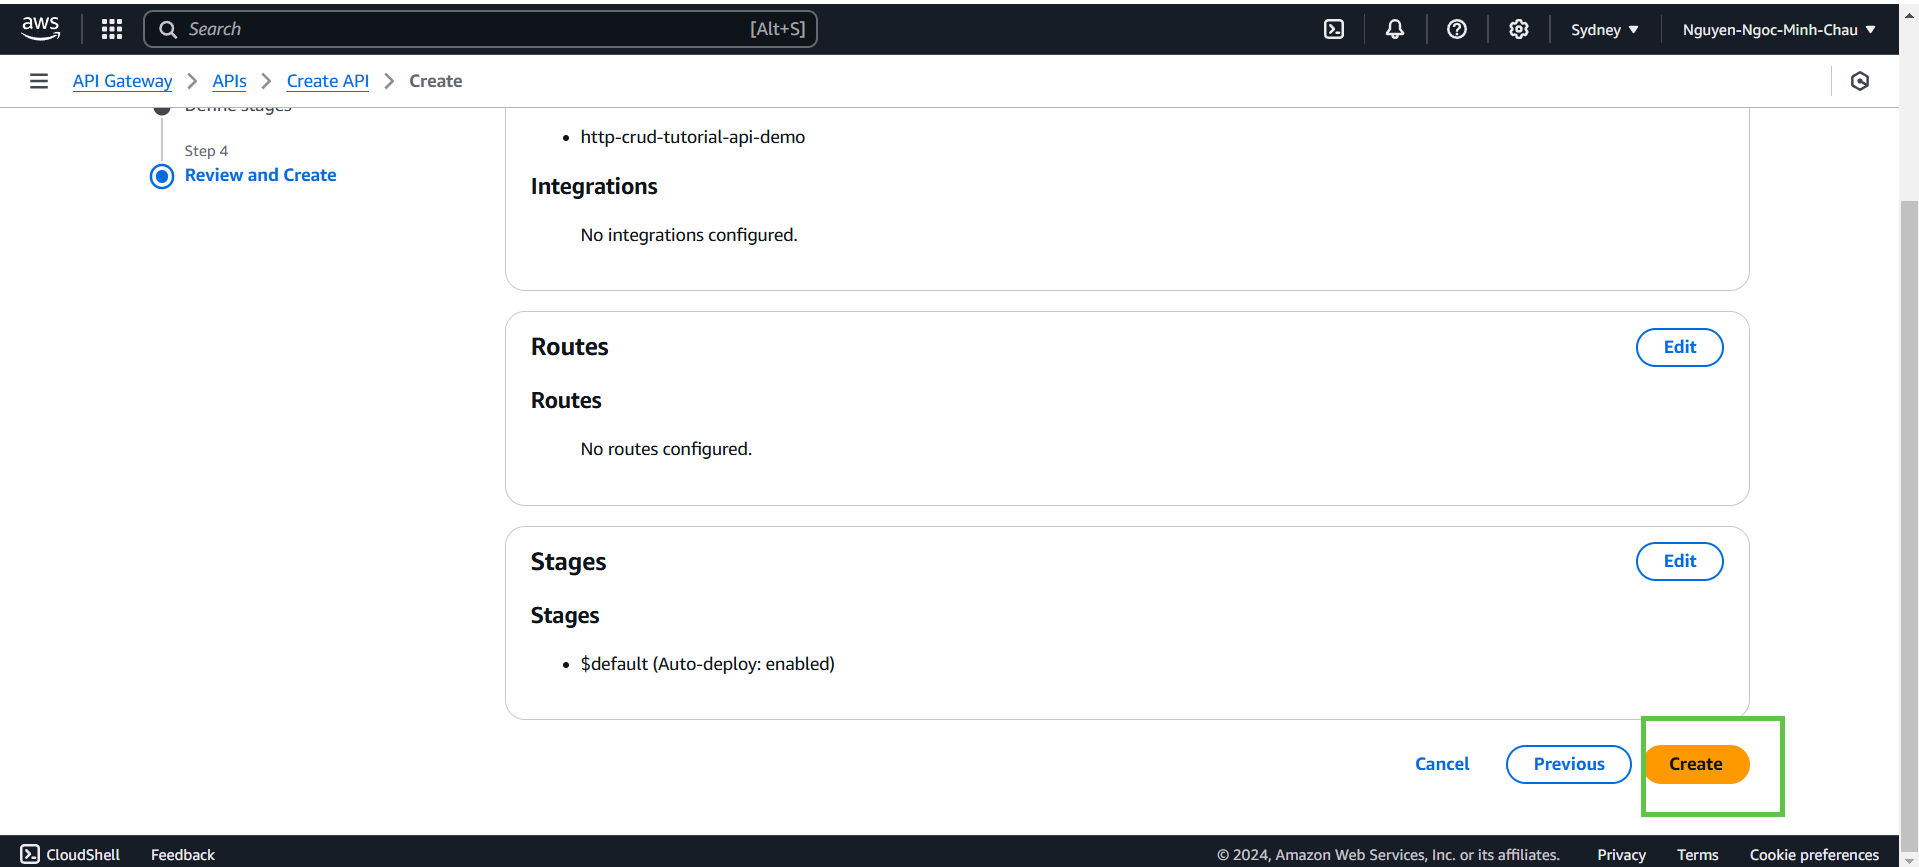 aws
Search [Alt+S] Sydney Nguyen-Ngoc-Minh-Chau
API Gateway APIs Create API Create
Define stages
Step 4
Review and Create
http-crud-tutorial-api-demo
Integrations
No integrations configured.
Routes Edit
Routes
No routes configured.
Stages Edit
Stages
$default (Auto-deploy: enabled)
Cancel Previous Create
CloudShell Feedback © 2024, Amazon Web Services, Inc. or its affiliates. Privacy Terms Cookie preferences